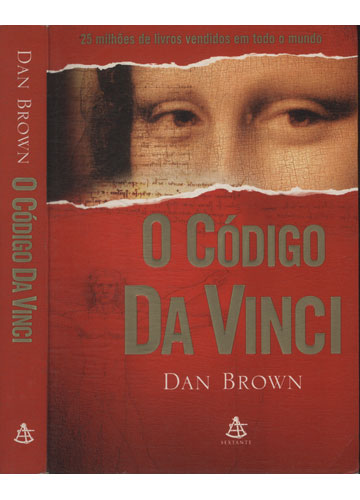 DAN BROWN O CÓDIGO DA VINCI
25 milhões de livros vendidos em todo o mundo
O CÓDIGO
DA VINCI
DAN BROWN
SEXTANTE